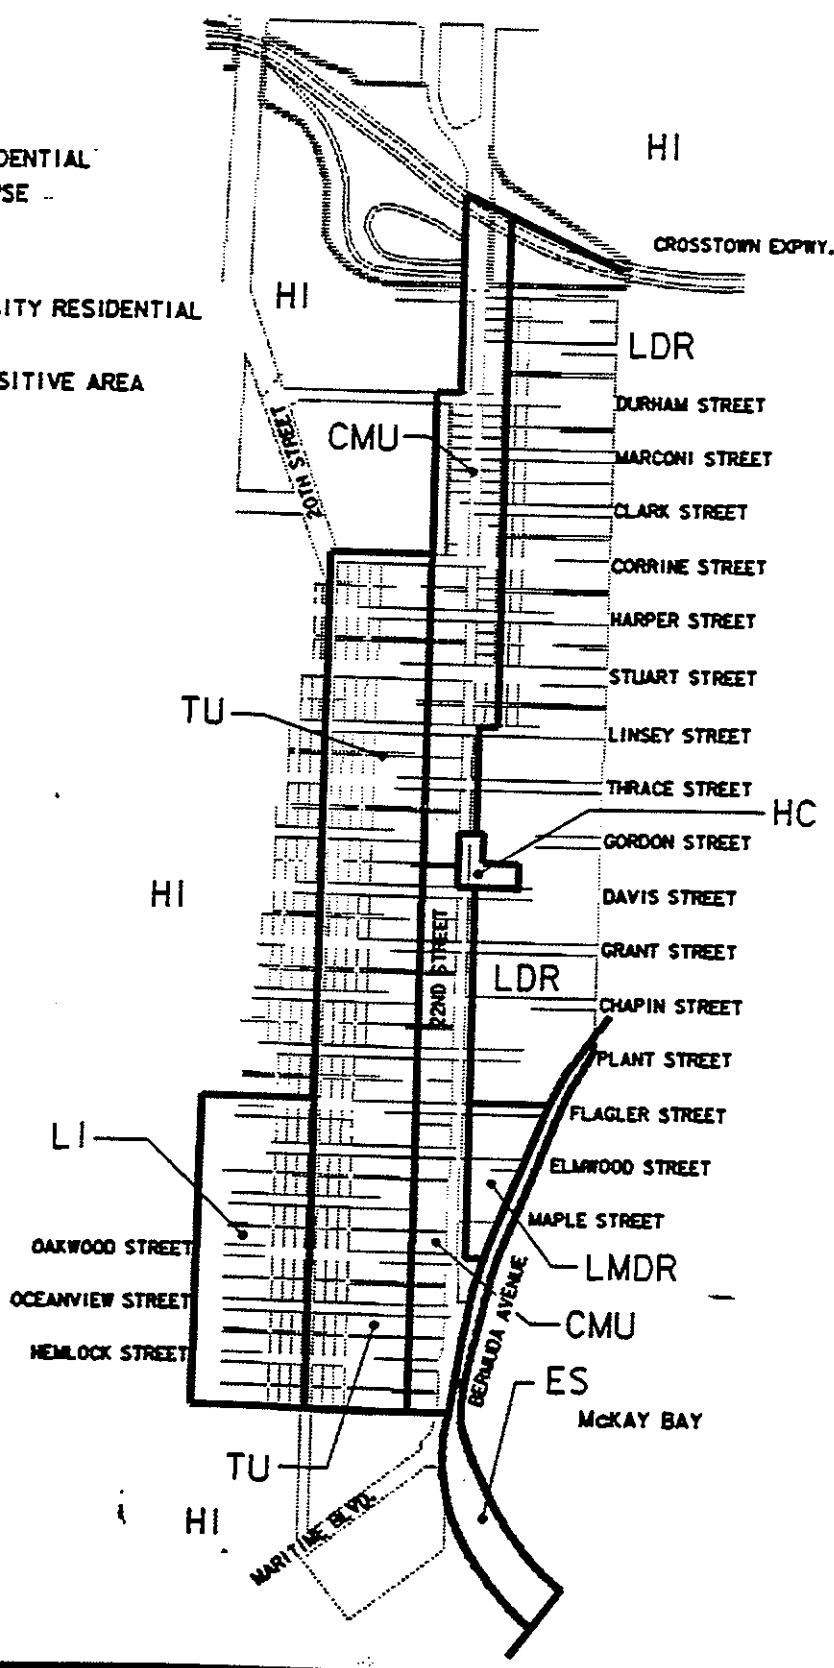 HI
CROSSTOWN EXPWY.
HI
LDR
DURHAM STREET
20TH STREET
CMU
MARCONI STREET
CLARK STREET
CORRINE STREET
HARPER STREET
STUART STREET
TU
LINSEY STREET
THRACE STREET
HC
GORDON STREET
HI
DAVIS STREET
22ND STREET
GRANT STREET
LDR
CHAPIN STREET
PLANT STREET
FLAGLER STREET
LI
ELMWOOD STREET
MAPLE STREET
OAKWOOD STREET
LMDR
OCEANVIEW STREET
CMU
HEMLOCK STREET
BERMUDA AVENUE
ES
McKAY BAY
TU
HI
MARITIME BLVD.
DENTIAL
SITY RESIDENTIAL
SITIVE AREA